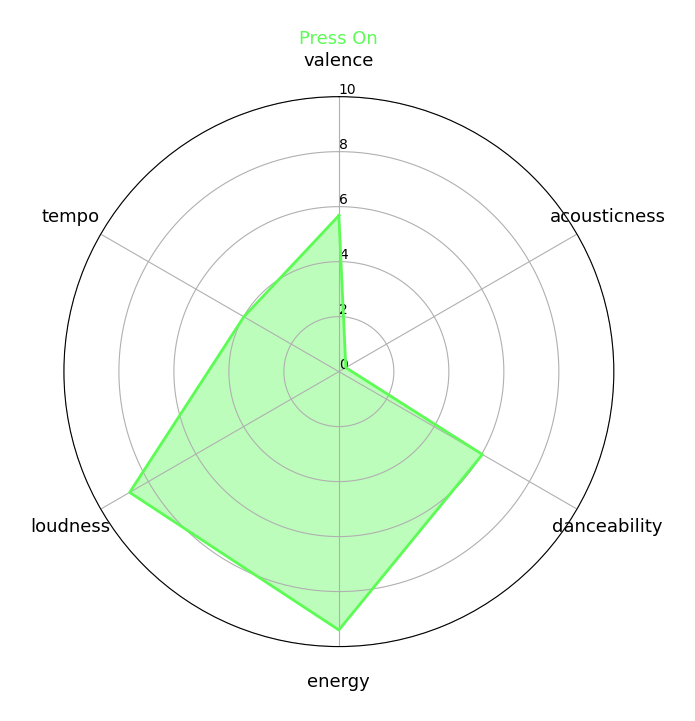 Press On
valence
10
8
tempo
6
acousticness
4
2
0
loudness
danceability
energy